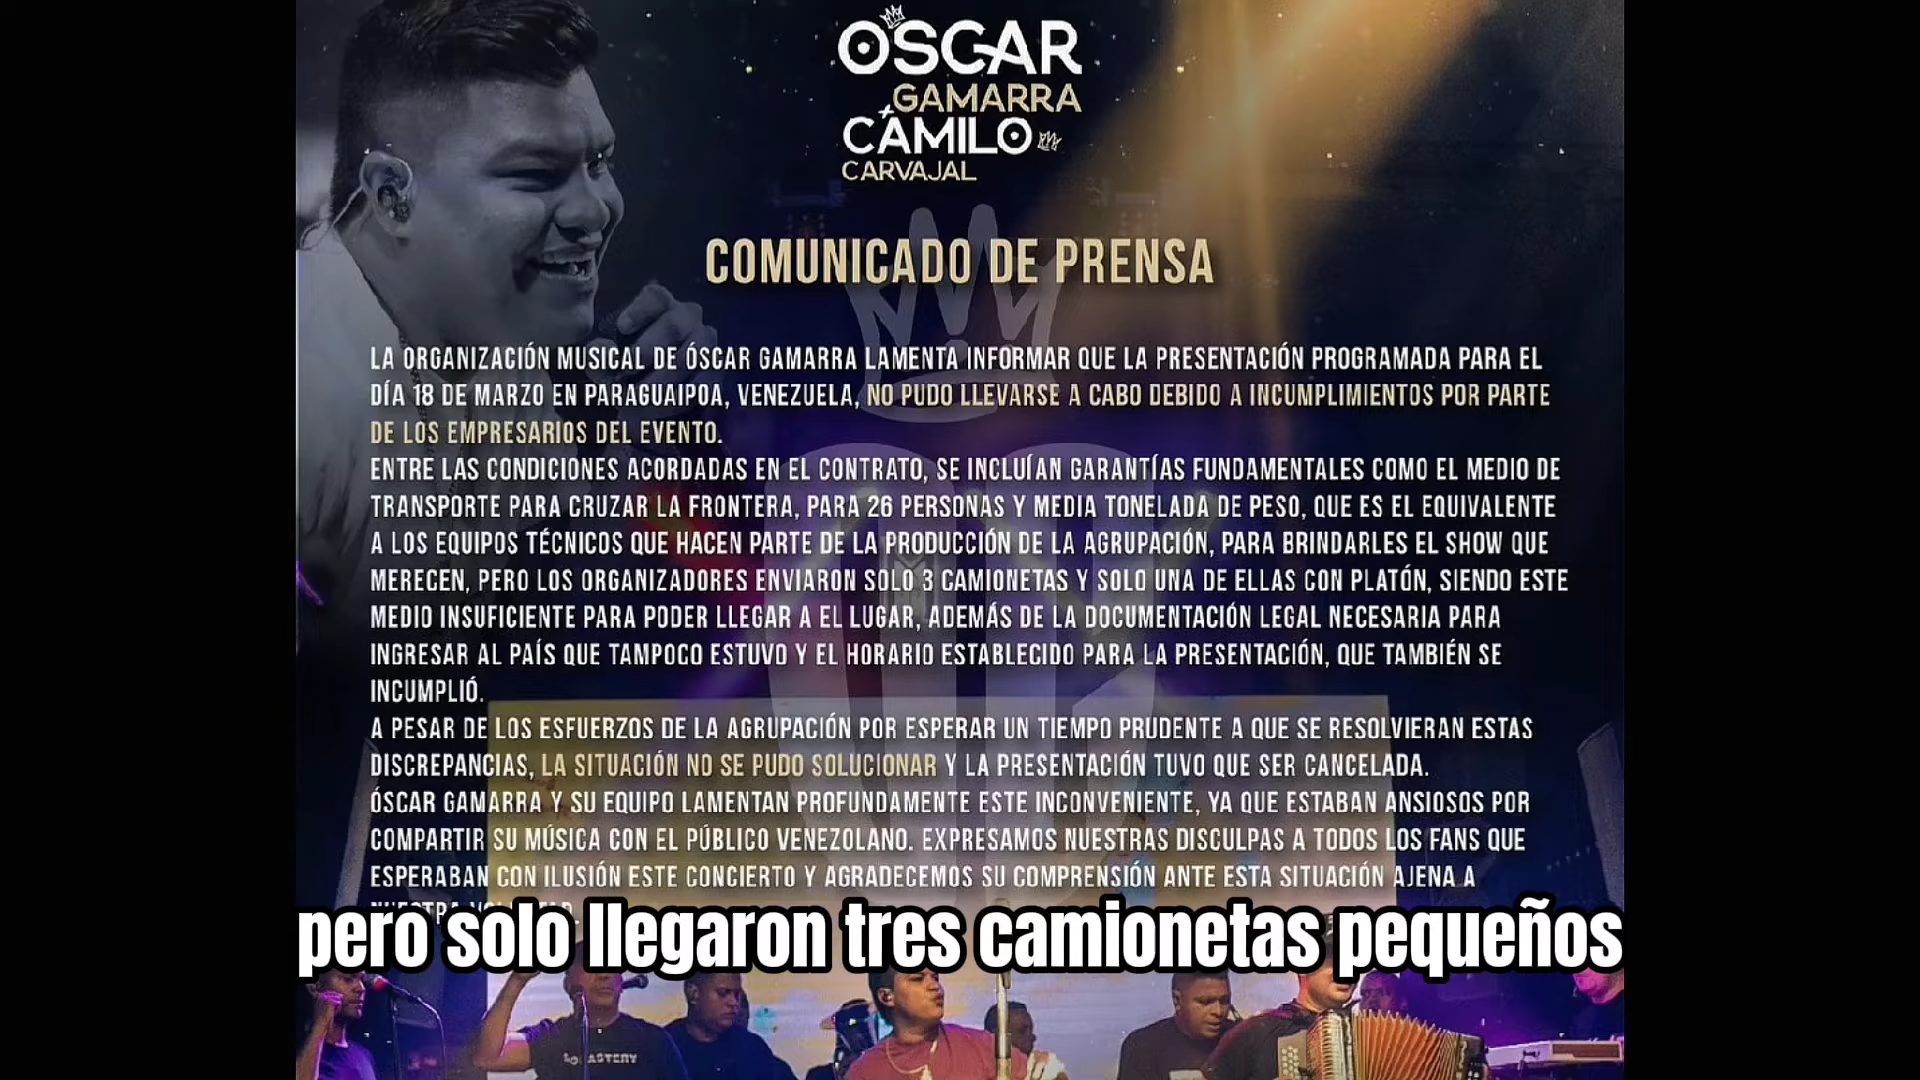 ÓSCAR
GAMARRA
+
CAMILO
CARVAJAL
COMUNICADO DE PRENSA
LA ORGANIZACIÓN MUSICAL DE ÓSCAR GAMARRA LAMENTA INFORMAR QUE LA PRESENTACIÓN PROGRAMADA PARA EL
DÍA 18 DE MARZO EN PARAGUAIPOA, VENEZUELA, NO PUDO LLEVARSE A CABO DEBIDO A INCUMPLIMIENTOS POR PARTE
DE LOS EMPRESARIOS DEL EVENTO.
ENTRE LAS CONDICIONES ACORDADAS EN EL CONTRATO, SE INCLUÍAN GARANTÍAS FUNDAMENTALES COMO EL MEDIO DE
TRANSPORTE PARA CRUZAR LA FRONTERA, PARA 26 PERSONAS Y MEDIA TONELADA DE PESO, QUE ES EL EQUIVALENTE
A LOS EQUIPOS TÉCNICOS QUE HACEN PARTE DE LA PRODUCCIÓN DE LA AGRUPACIÓN, PARA BRINDARLES EL SHOW QUE
MERECEN, PERO LOS ORGANIZADORES ENVIARON SOLO 3 CAMIONETAS Y SOLO UNA DE ELLAS CON PLATÓN, SIENDO ESTE
MEDIO INSUFICIENTE PARA PODER LLEGAR A EL LUGAR, ADEMÁS DE LA DOCUMENTACIÓN LEGAL NECESARIA PARA
INGRESAR AL PAÍS QUE TAMPOCO ESTUVO Y EL HORARIO ESTABLECIDO PARA LA PRESENTACIÓN, QUE TAMBIÉN SE
INCUMPLIÓ.
A PESAR DE LOS ESFUERZOS DE LA AGRUPACIÓN POR ESPERAR UN TIEMPO PRUDENTE A QUE SE RESOLVIERAN ESTAS
DISCREPANCIAS, LA SITUACIÓN NO SE PUDO SOLUCIONAR Y LA PRESENTACIÓN TUVO QUE SER CANCELADA.
ÓSCAR GAMARRA Y SU EQUIPO LAMENTAN PROFUNDAMENTE ESTE INCONVENIENTE, YA QUE ESTABAN ANSIOSOS POR
COMPARTIR SU MÚSICA CON EL PÚBLICO VENEZOLANO. EXPRESAMOS NUESTRAS DISCULPAS A TODOS LOS FANS QUE
ESPERABAN CON ILUSIÓN ESTE CONCIERTO Y AGRADECEMOS SU COMPRENSIÓN ANTE ESTA SITUACIÓN AJENA A
pero solo llegaron tres camionetas pequeños